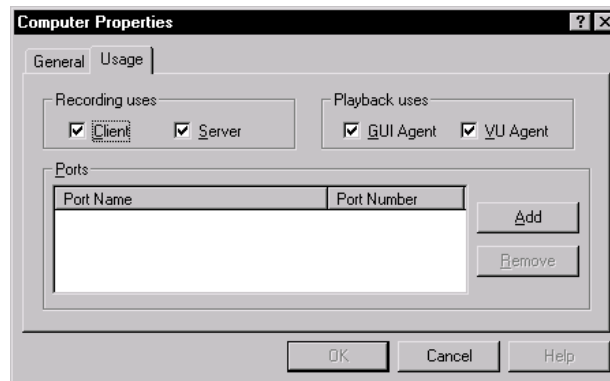 Computer Properties
General Usage
Recording uses Playback uses
Client Server GUI Agent VU Agent
Ports
Port Name Port Number
Add
Remove
OK Cancel Help